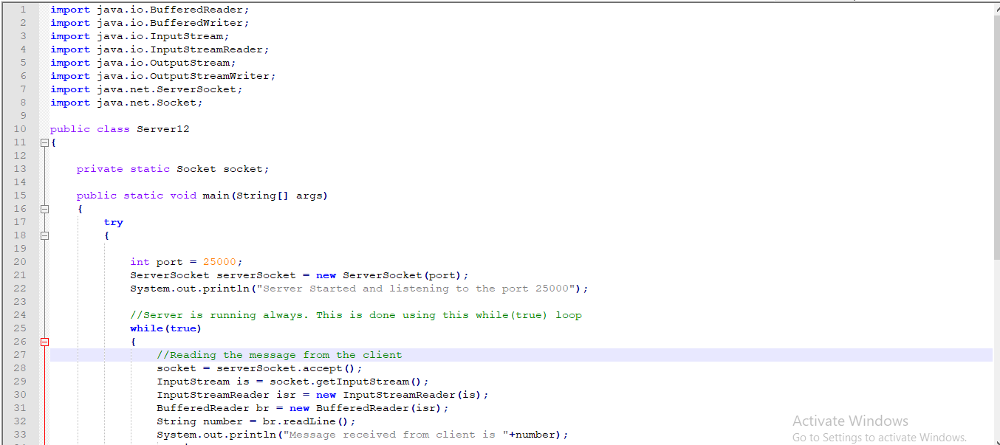 1 import java.io.BufferedReader;
2 import java.io.BufferedWriter;
3 import java.io.InputStream;
4 import java.io.InputStreamReader;
5 import java.io.OutputStream;
6 import java.io.OutputStreamWriter;
7 import java.net.ServerSocket;
8 import java.net.Socket;
9
10 public class Server12
11 {
12
13     private static Socket socket;
14
15     public static void main(String[] args)
16     {
17         try
18         {
19
20             int port = 25000;
21             ServerSocket serverSocket = new ServerSocket(port);
22             System.out.println("Server Started and listening to the port 25000");
23
24             //Server is running always. This is done using this while(true) loop
25             while(true)
26             {
27                 //Reading the message from the client
28                 socket = serverSocket.accept();
29                 InputStream is = socket.getInputStream();
30                 InputStreamReader isr = new InputStreamReader(is);
31                 BufferedReader br = new BufferedReader(isr);
32                 String number = br.readLine();
33                 System.out.println("Message received from client is "+number);
Activate Windows
Go to Settings to activate Windows.